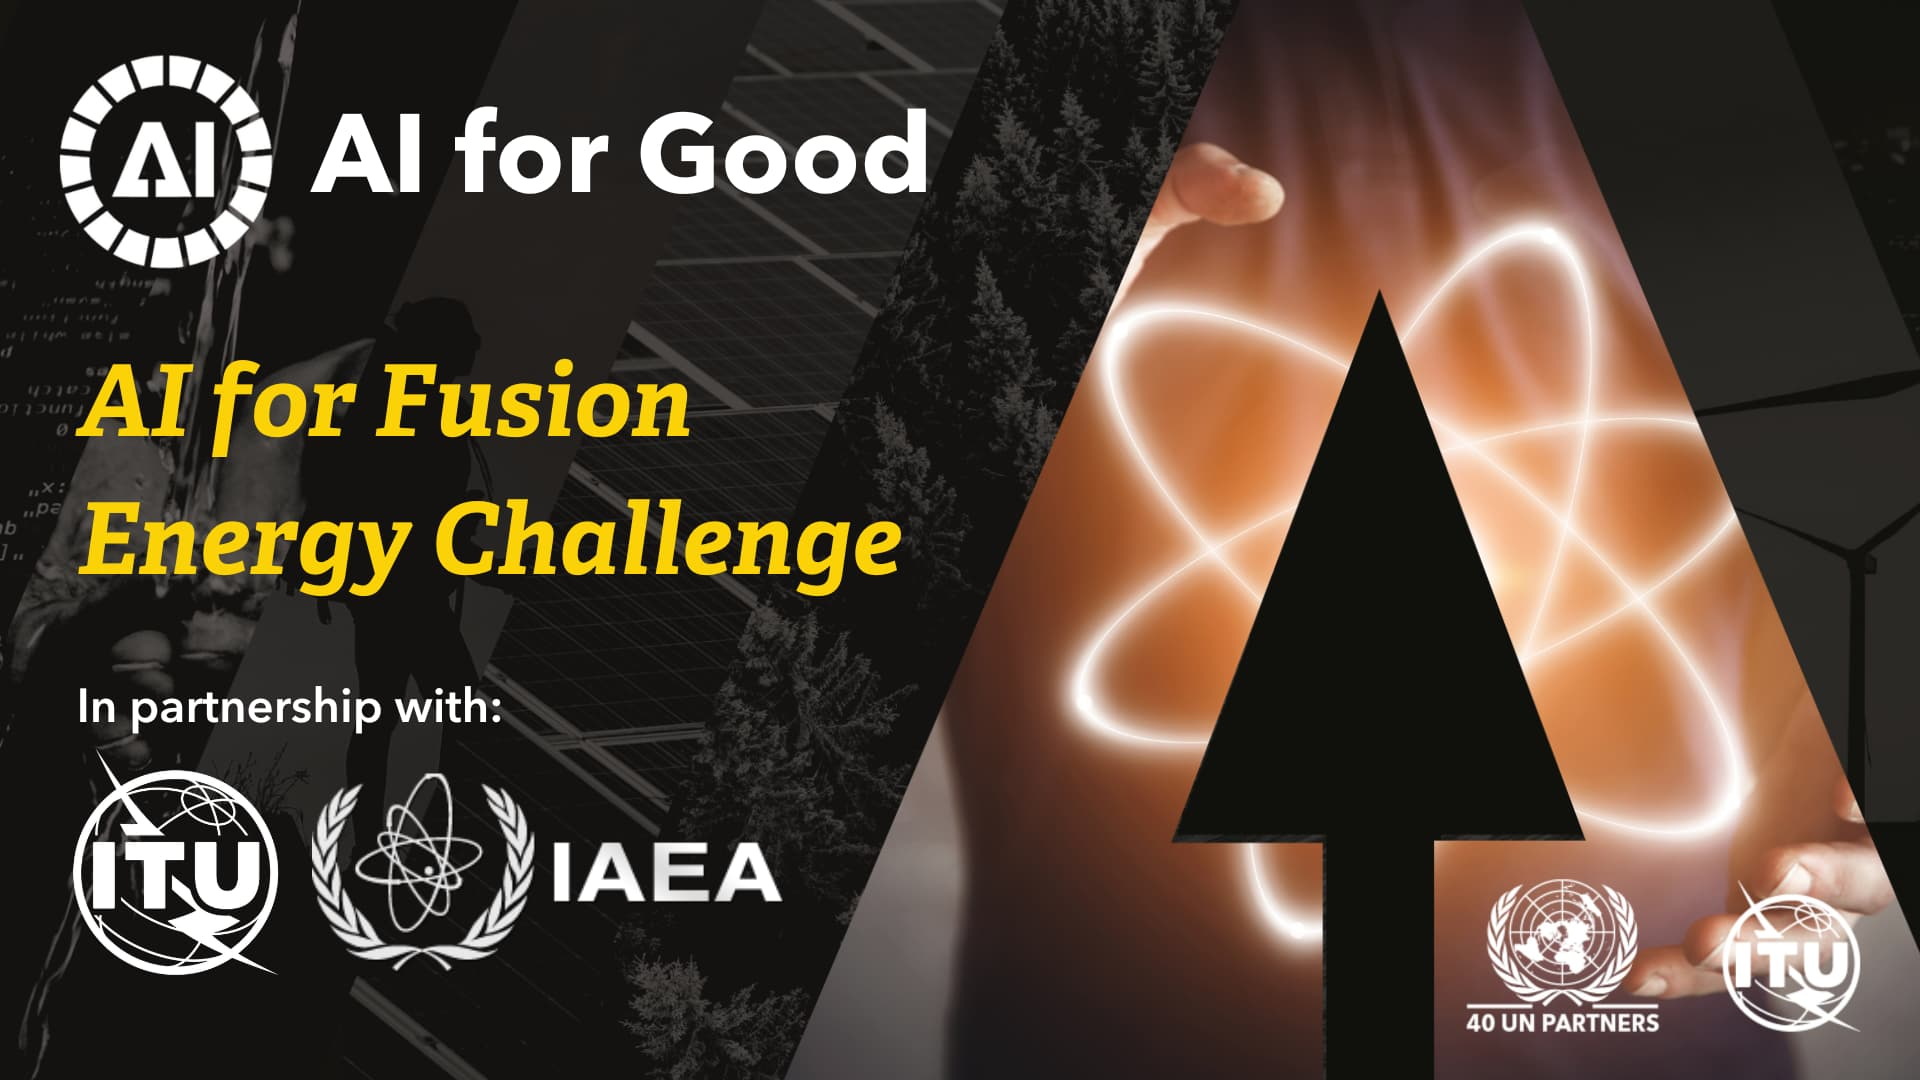 AI
AI for Good
AI for Fusion
Energy Challenge
In partnership with:
ITU
IAEA
40 UN PARTNERS
ITU